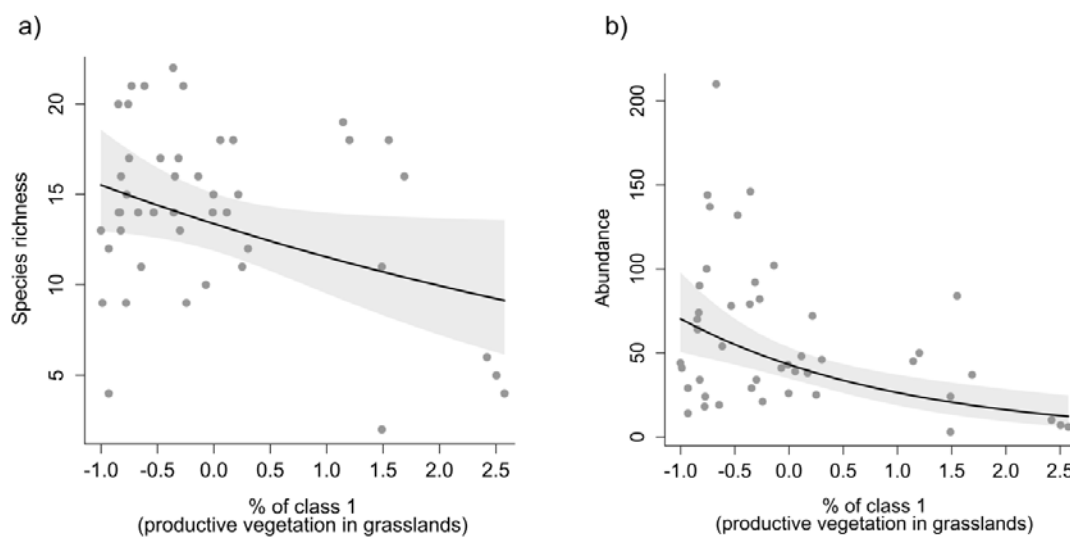 a)
Species richness
20
15
10
5
-1.0 -0.5 0.0 0.5 1.0 1.5 2.0 2.5
% of class 1
(productive vegetation in grasslands)
b)
Abundance
200
150
100
50
0
-1.0 -0.5 0.0 0.5 1.0 1.5 2.0 2.5
% of class 1
(productive vegetation in grasslands)